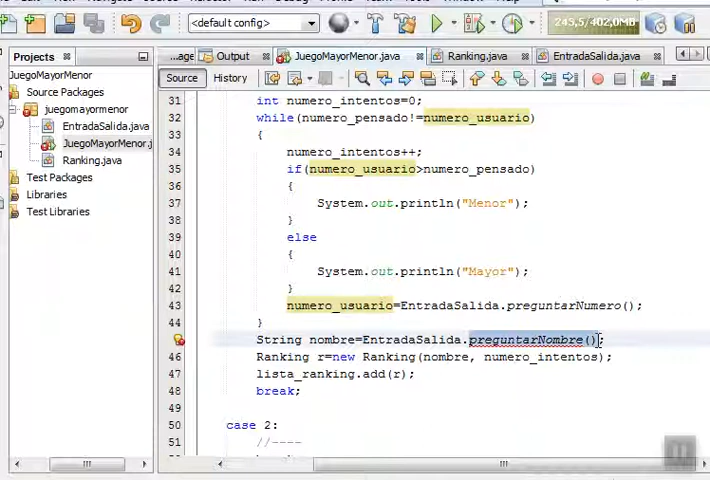 <default config>
245,5/402,0MB
Projects
...age
Output
JuegoMayorMenor.java
Ranking.java
EntradaSalida.java
JuegoMayorMenor
Source
History
Source Packages
juegomayormenor
EntradaSalida.java
JuegoMayorMenor.j
Ranking.java
Test Packages
Libraries
Test Libraries
31 int numero_intentos=0;
32 while(numero_pensado!=numero_usuario)
33 {
34 numero_intentos++;
35 if(numero_usuario>numero_pensado)
36 {
37 System.out.println("Menor");
38 }
39 else
40 {
41 System.out.println("Mayor");
42 }
43 numero_usuario=EntradaSalida.preguntarNumero();
44 }
String nombre=EntradaSalida.preguntarNombre();
46 Ranking r=new Ranking(nombre, numero_intentos);
47 lista_ranking.add(r);
48 break;
49
50 case 2:
51 //----